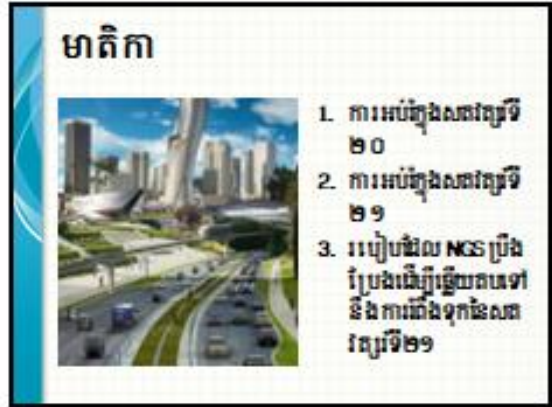 មាតិកា
1. ការអប់រំក្នុងសតវត្សរ៍ទី
២០
2. ការអប់រំក្នុងសតវត្សរ៍ទី
២១
3. របៀបដែល NGS ប្រឹង
ប្រែងដើម្បីឆ្លើយតបទៅ
នឹងការរំពឹងទុកនៃសត
វត្សរ៍ទី២១